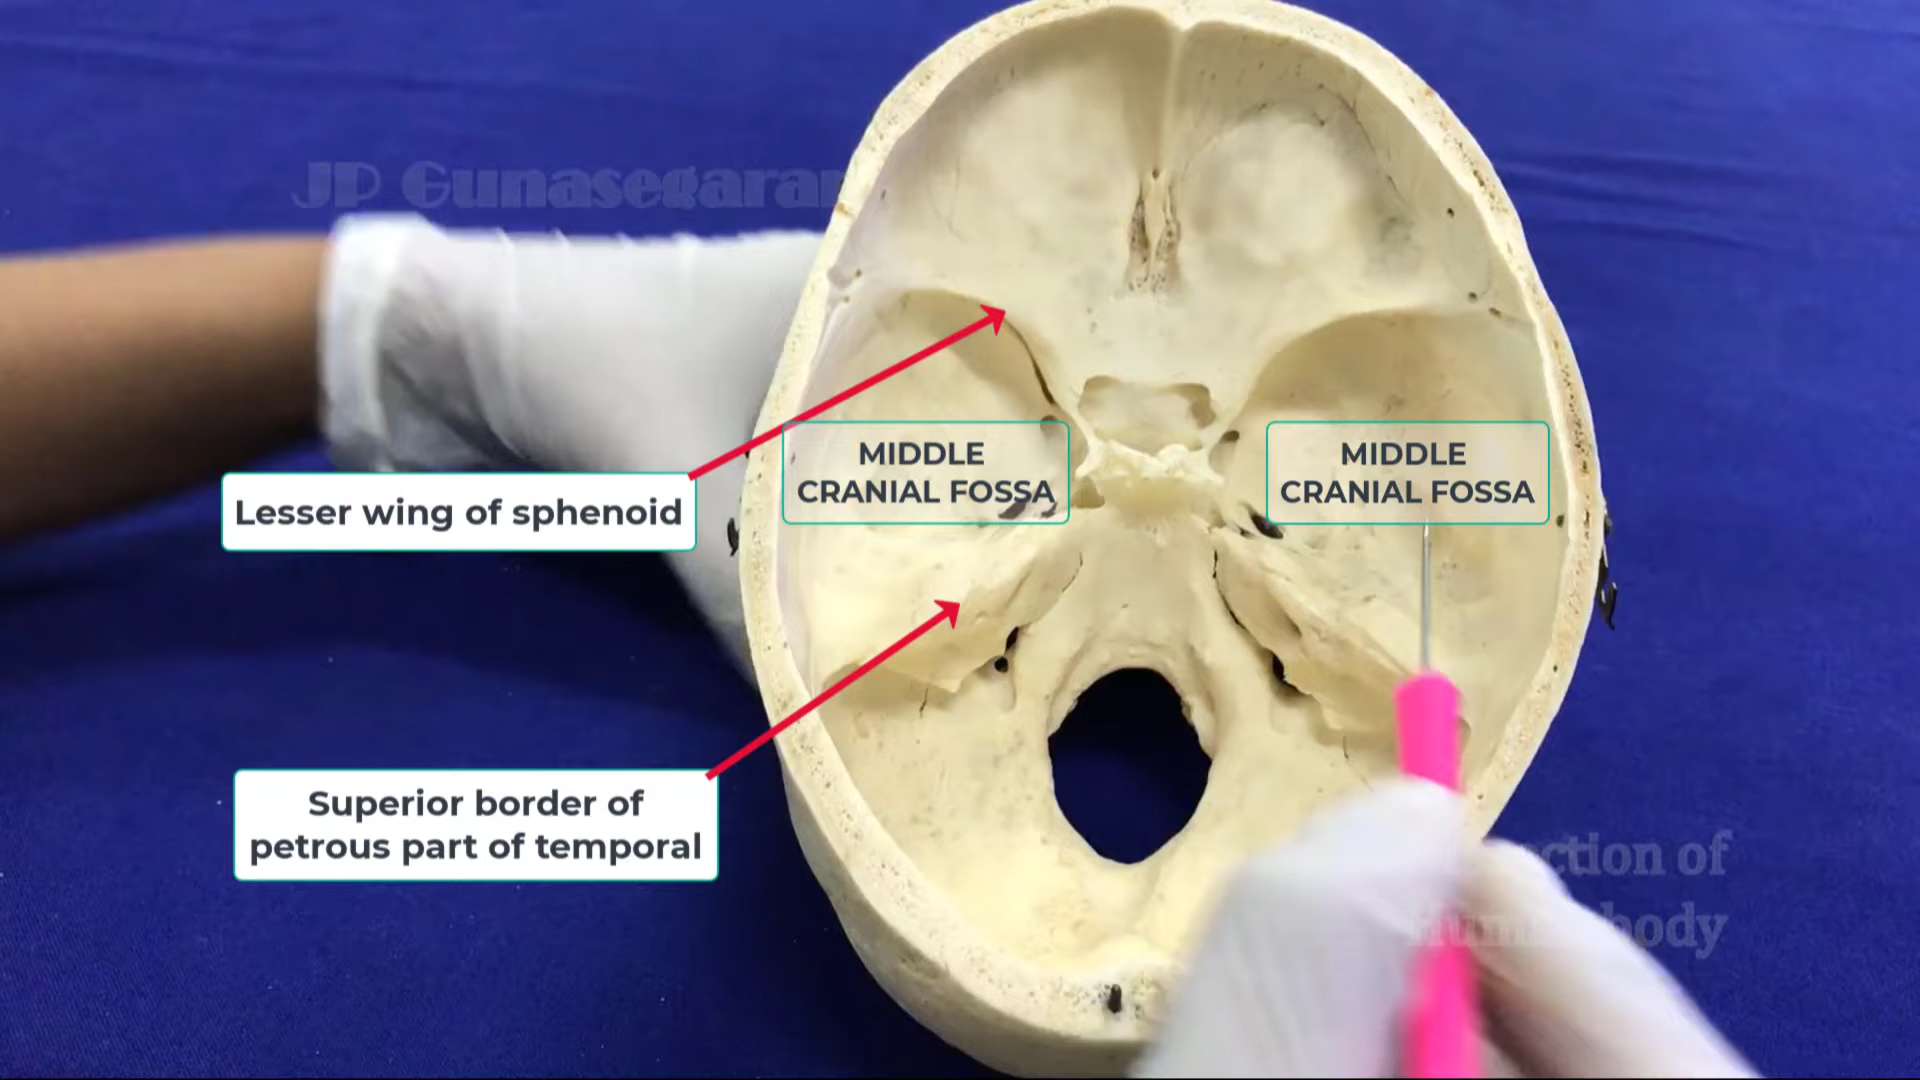 JP Gunasegaran
MIDDLE
CRANIAL FOSSA
MIDDLE
CRANIAL FOSSA
Lesser wing of sphenoid
Superior border of
petrous part of temporal
of
body